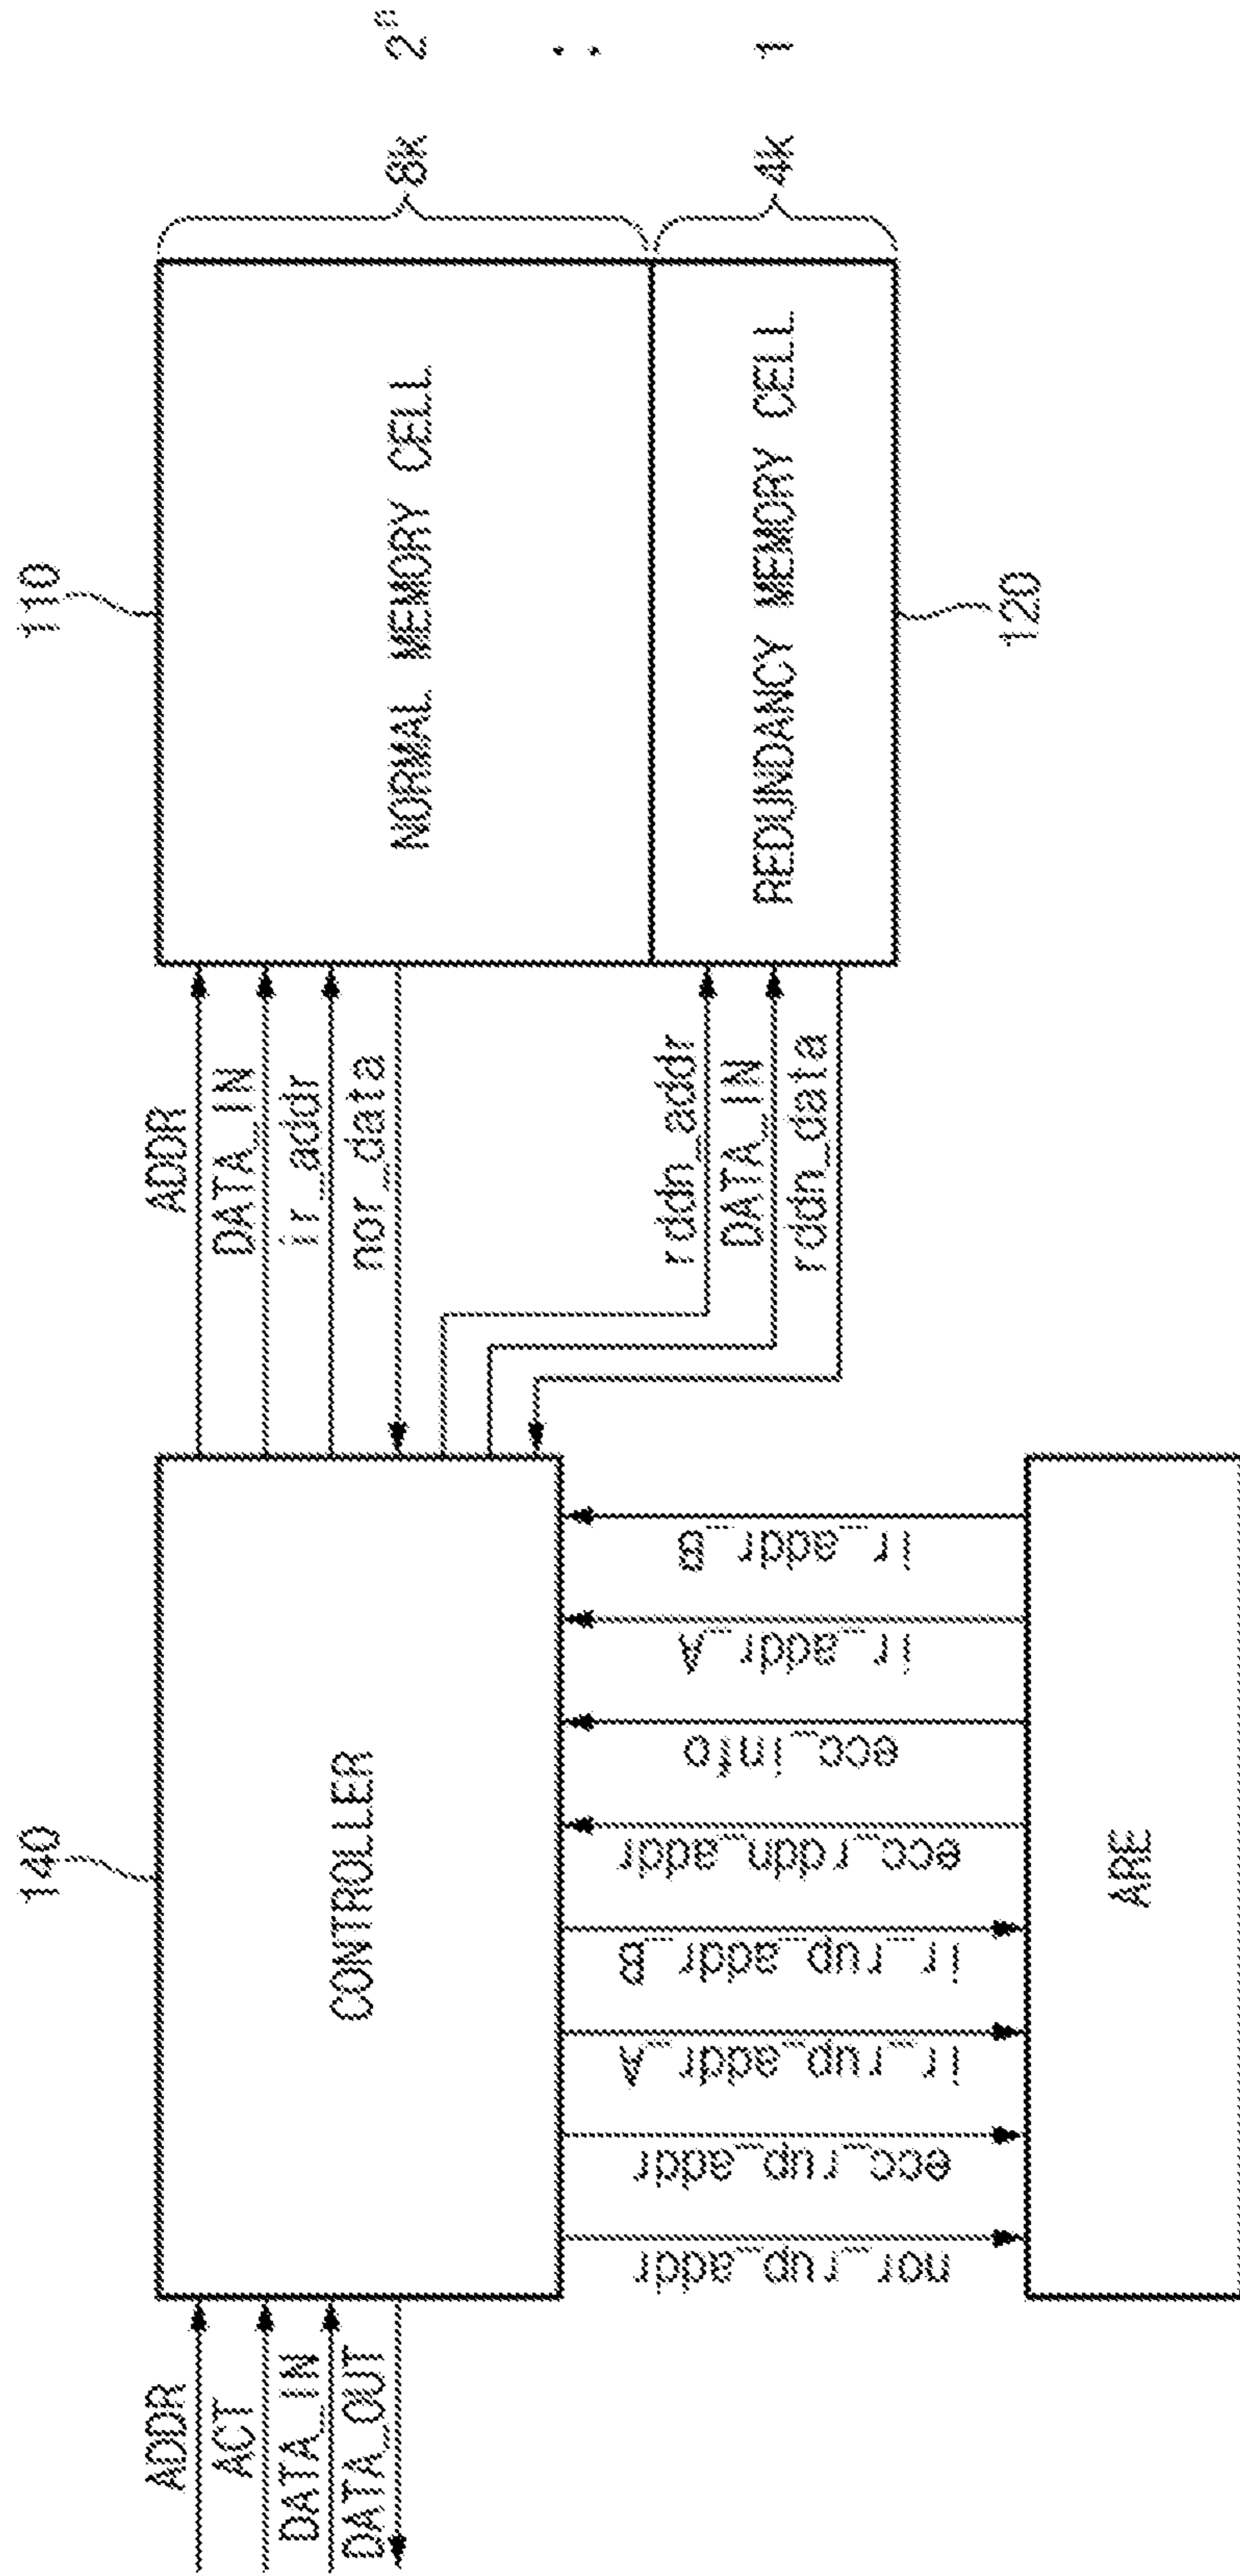 110
140
ADDR
ACT
DATA_IN
DATA_OUT
CONTROLLER
ADDR
DATA_IN
ir_addr
nor_data
rddn_addr
DATA_IN
rddn_data
NORMAL MEMORY CELL
REDUNDANCY MEMORY CELL
120
8k
2ⁿ
:
4k
1
nor_rup_addr
ecc_rup_addr
ir_rup_addr_A
ir_rup_addr_B
ecc_rddn_addr
ecc_info
ir_addr_A
ir_addr_B
ARE